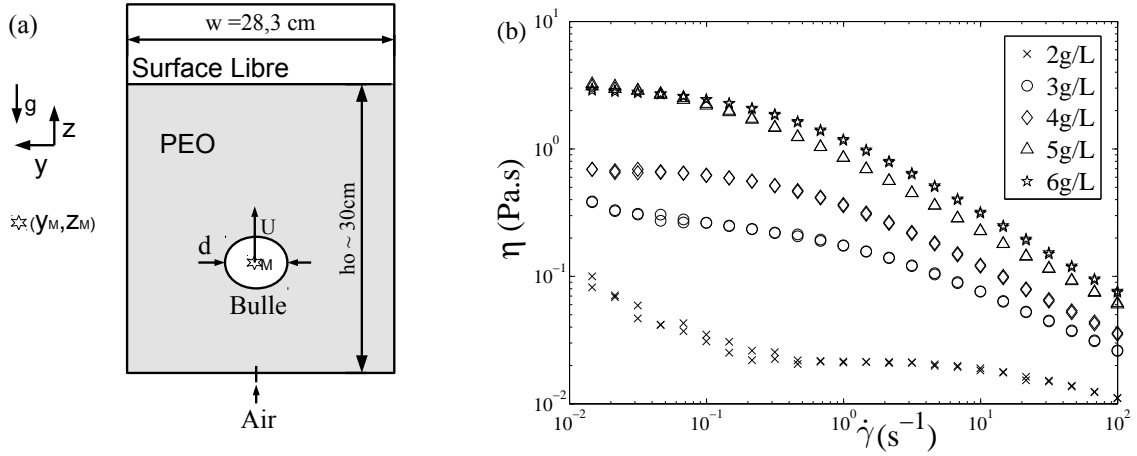 (a)
w =28,3 cm
Surface Libre
g
z
y
PEO
(yM,zM)
ho ~ 30cm
U
d
M
Bulle
Air
(b)
10^1
10^0
10^-1
10^-2
η (Pa.s)
2g/L
3g/L
4g/L
5g/L
6g/L
10^-2
10^-1
10^0
10^1
10^2
γ̇ (s^-1)